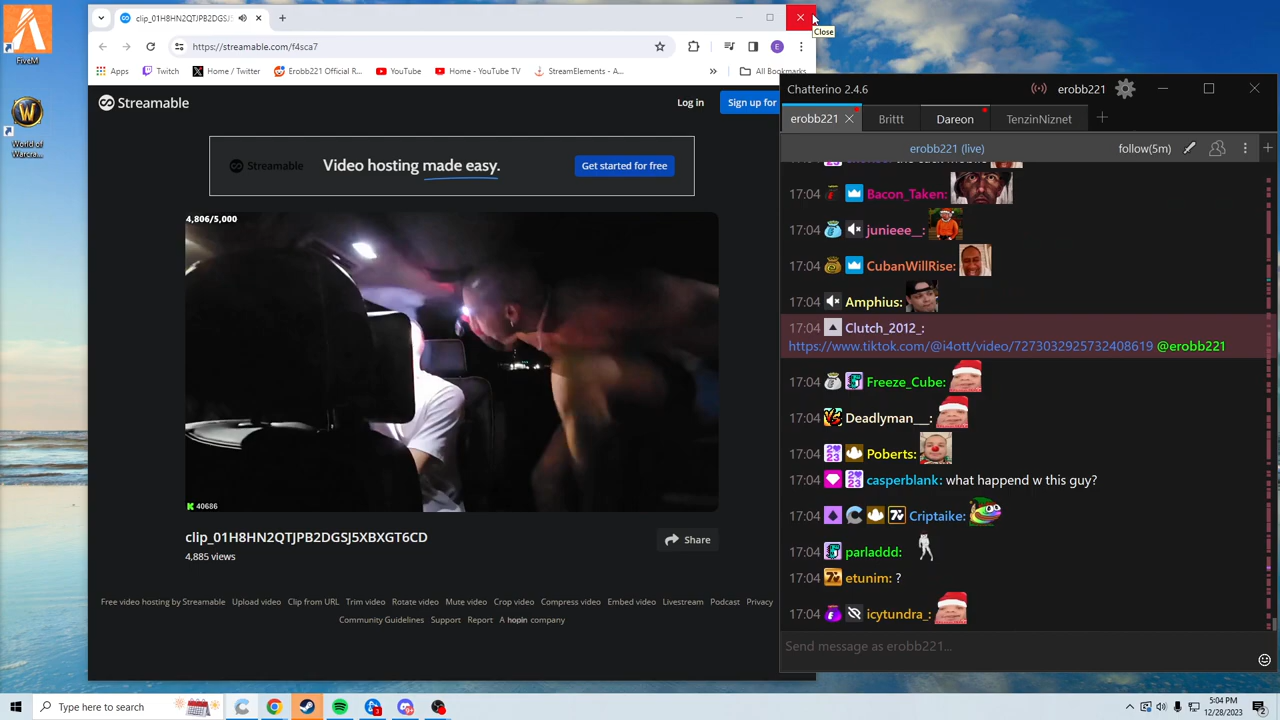 FiveM
World of
Warcra...
clip_01H8HN2QTJPB2DGSJ5
https://streamable.com/f4sca7
Close
Apps
Twitch
Home / Twitter
Erobb221 Official R...
YouTube
Home - YouTube TV
StreamElements - A...
»
All Bookmarks
Streamable
Log in
Sign up for
Streamable
Video hosting made easy.
Get started for free
4,806/5,000
40686
clip_01H8HN2QTJPB2DGSJ5XBXGT6CD
4,885 views
Share
Free video hosting by Streamable Upload video Clip from URL Trim video Rotate video Mute video Crop video Compress video Embed video Livestream Podcast Privacy
Community Guidelines Support Report A hopin company
Chatterino 2.4.6
erobb221
erobb221
Brittt
Dareon
TenzinNiznet
erobb221 (live)
follow(5m)
17:04 Bacon_Taken:
17:04 junieee__:
17:04 CubanWillRise:
17:04 Amphius:
17:04 Clutch_2012_:
https://www.tiktok.com/@i4ott/video/7273032925732408619 @erobb221
17:04 Freeze_Cube:
17:04 Deadlyman___:
17:04 Poberts:
17:04 casperblank: what happend w this guy?
17:04 Criptaike:
17:04 parladdd:
17:04 etunim: ?
17:04 icytundra_:
Send message as erobb221...
Type here to search
5:04 PM
12/28/2023